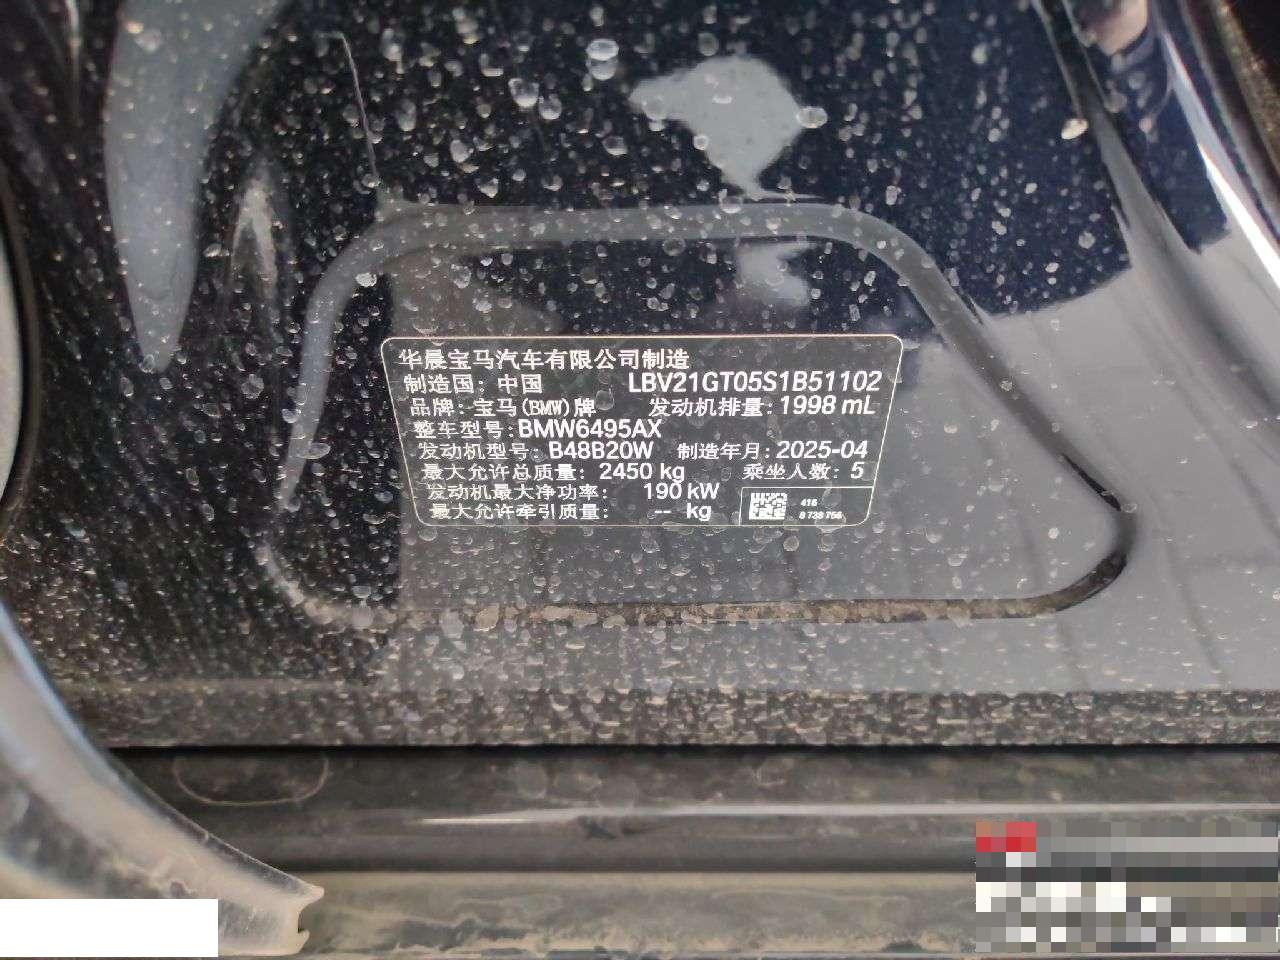 华晨宝马汽车有限公司制造
制造国：中国 LBV21GT05S1B51102
品牌：宝马(BMW)牌 发动机排量：1998 mL
整车型号：BMW6495AX
发动机型号：B48B20W 制造年月：2025-04
最大允许总质量：2450 kg 乘坐人数：5
发动机最大净功率：190 kW
最大允许牵引质量：-- kg
416
8 738 756